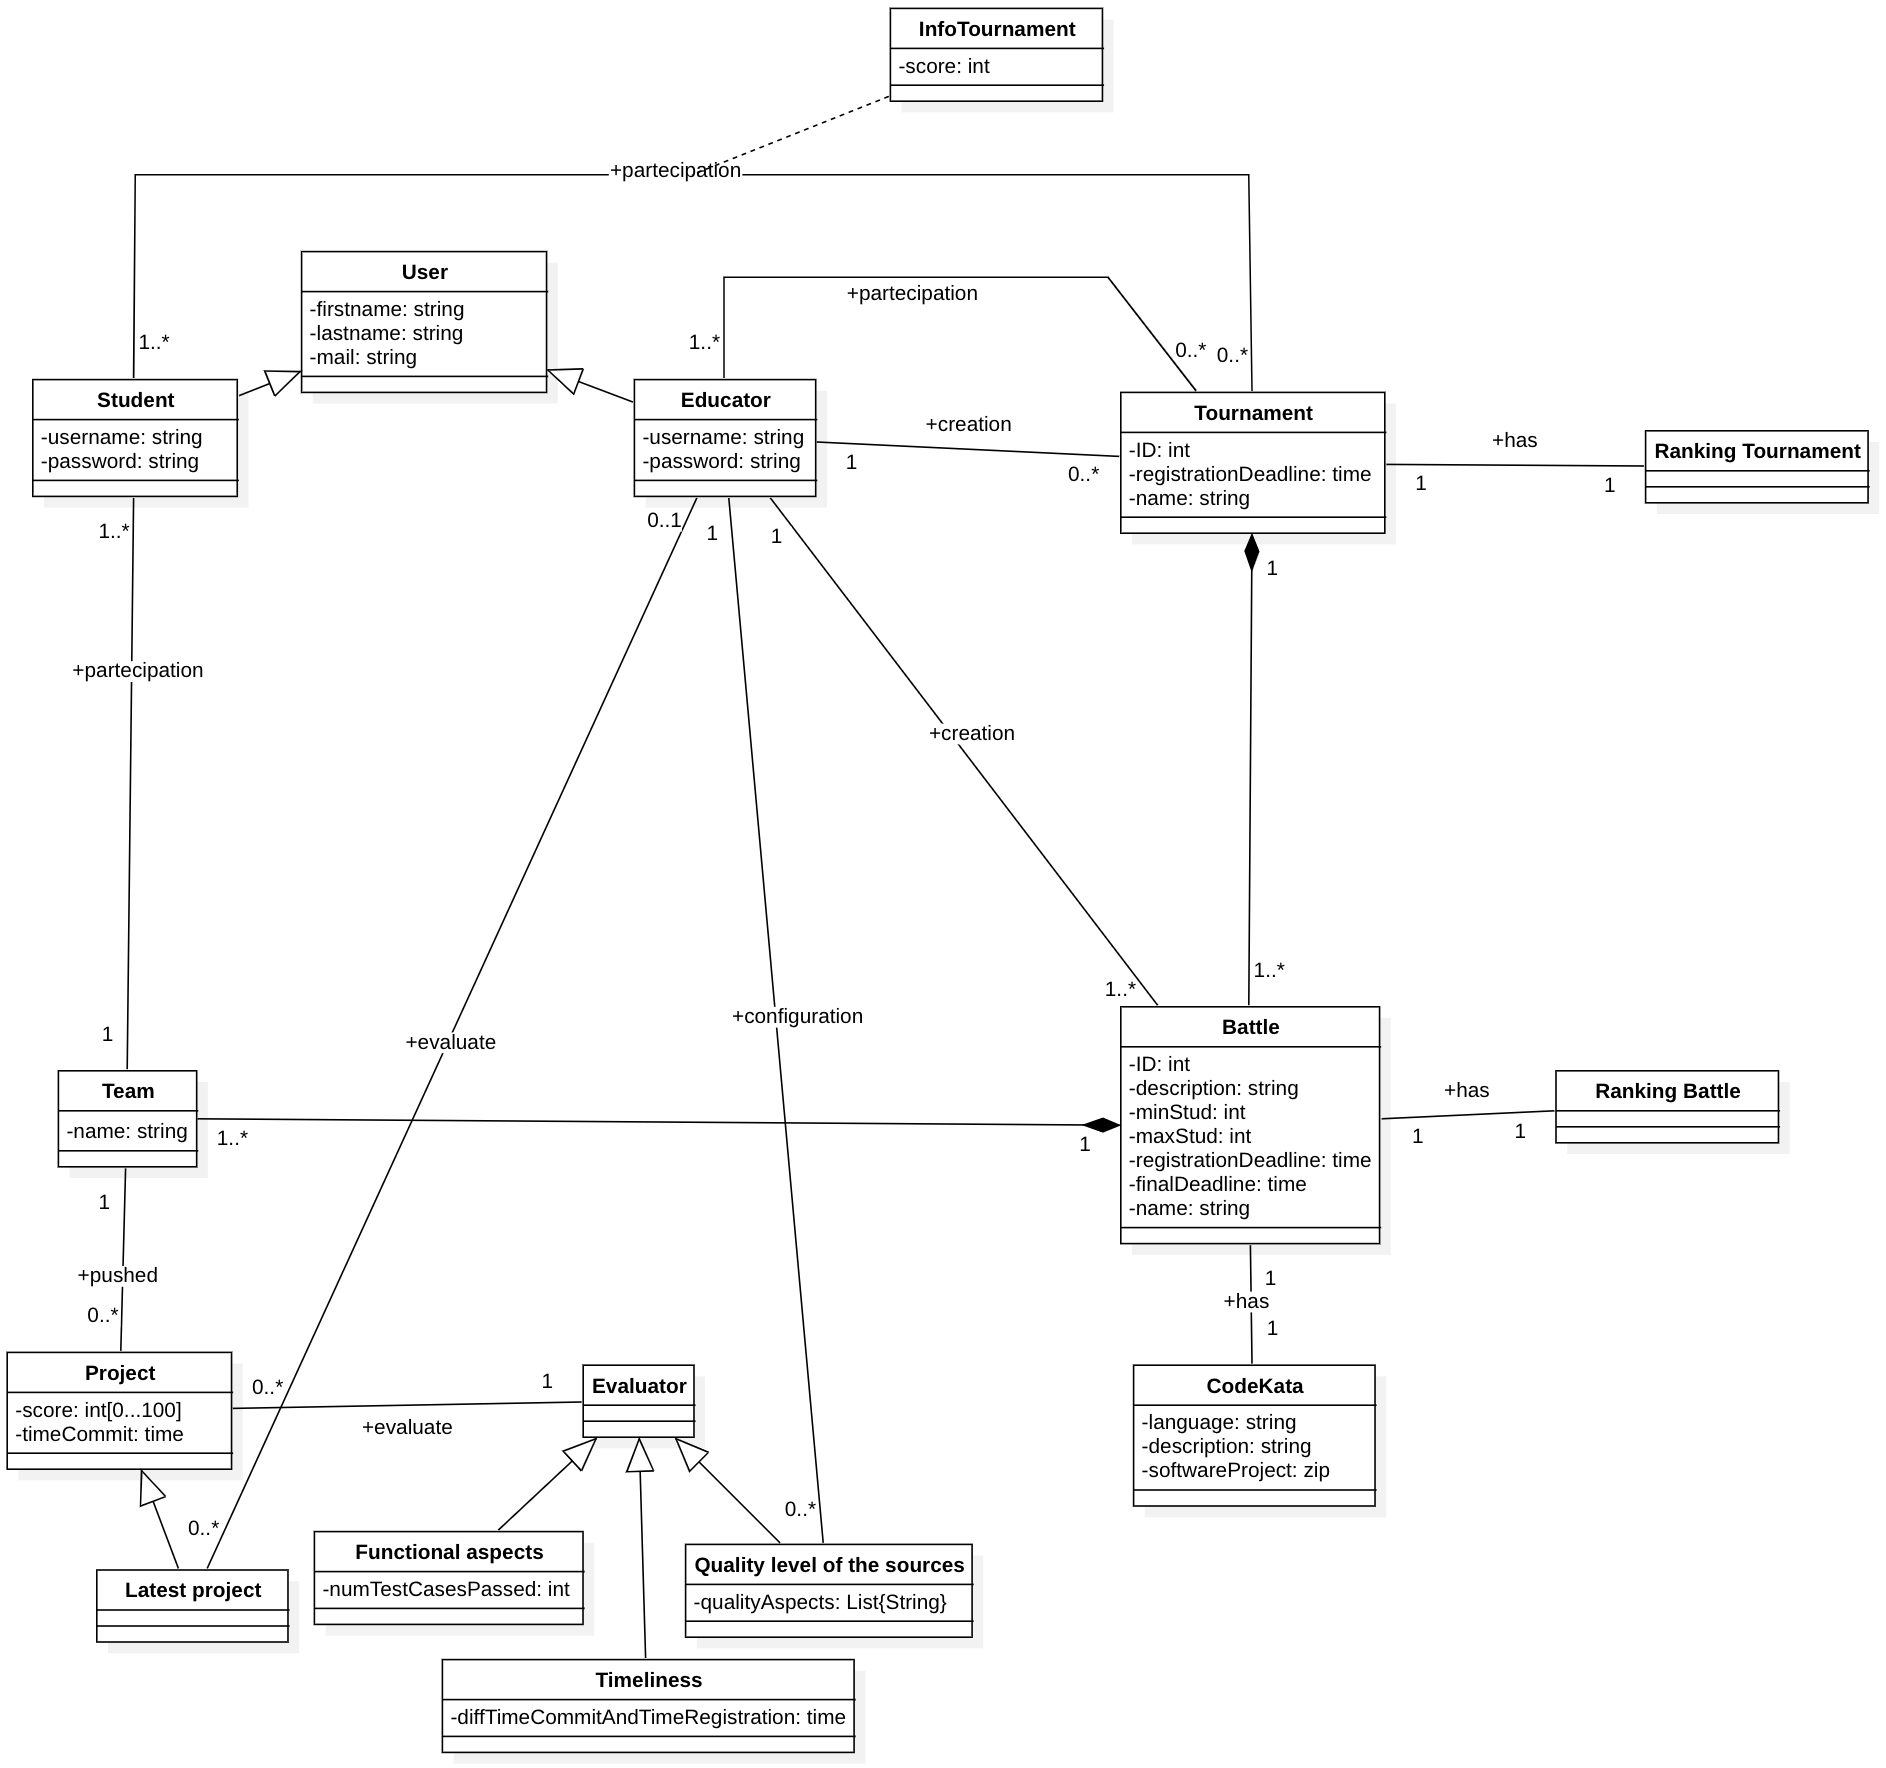 InfoTournament
-score: int
+partecipation
User
-firstname: string
-lastname: string
-mail: string
+partecipation
1..*
1..*
0..*
0..*
Student
-username: string
-password: string
Educator
-username: string
-password: string
+creation
1
0..*
Tournament
-ID: int
-registrationDeadline: time
-name: string
+has
1
1
Ranking Tournament
1..*
0..1
1
1
1
+partecipation
+creation
1..*
1..*
+configuration
+evaluate
1
Team
-name: string
1..*
1
Battle
-ID: int
-description: string
-minStud: int
-maxStud: int
-registrationDeadline: time
-finalDeadline: time
-name: string
+has
1
1
Ranking Battle
1
+pushed
0..*
1
+has
1
Project
-score: int[0...100]
-timeCommit: time
0..*
1
+evaluate
Evaluator
CodeKata
-language: string
-description: string
-softwareProject: zip
0..*
0..*
Latest project
Functional aspects
-numTestCasesPassed: int
Quality level of the sources
-qualityAspects: List{String}
Timeliness
-diffTimeCommitAndTimeRegistration: time